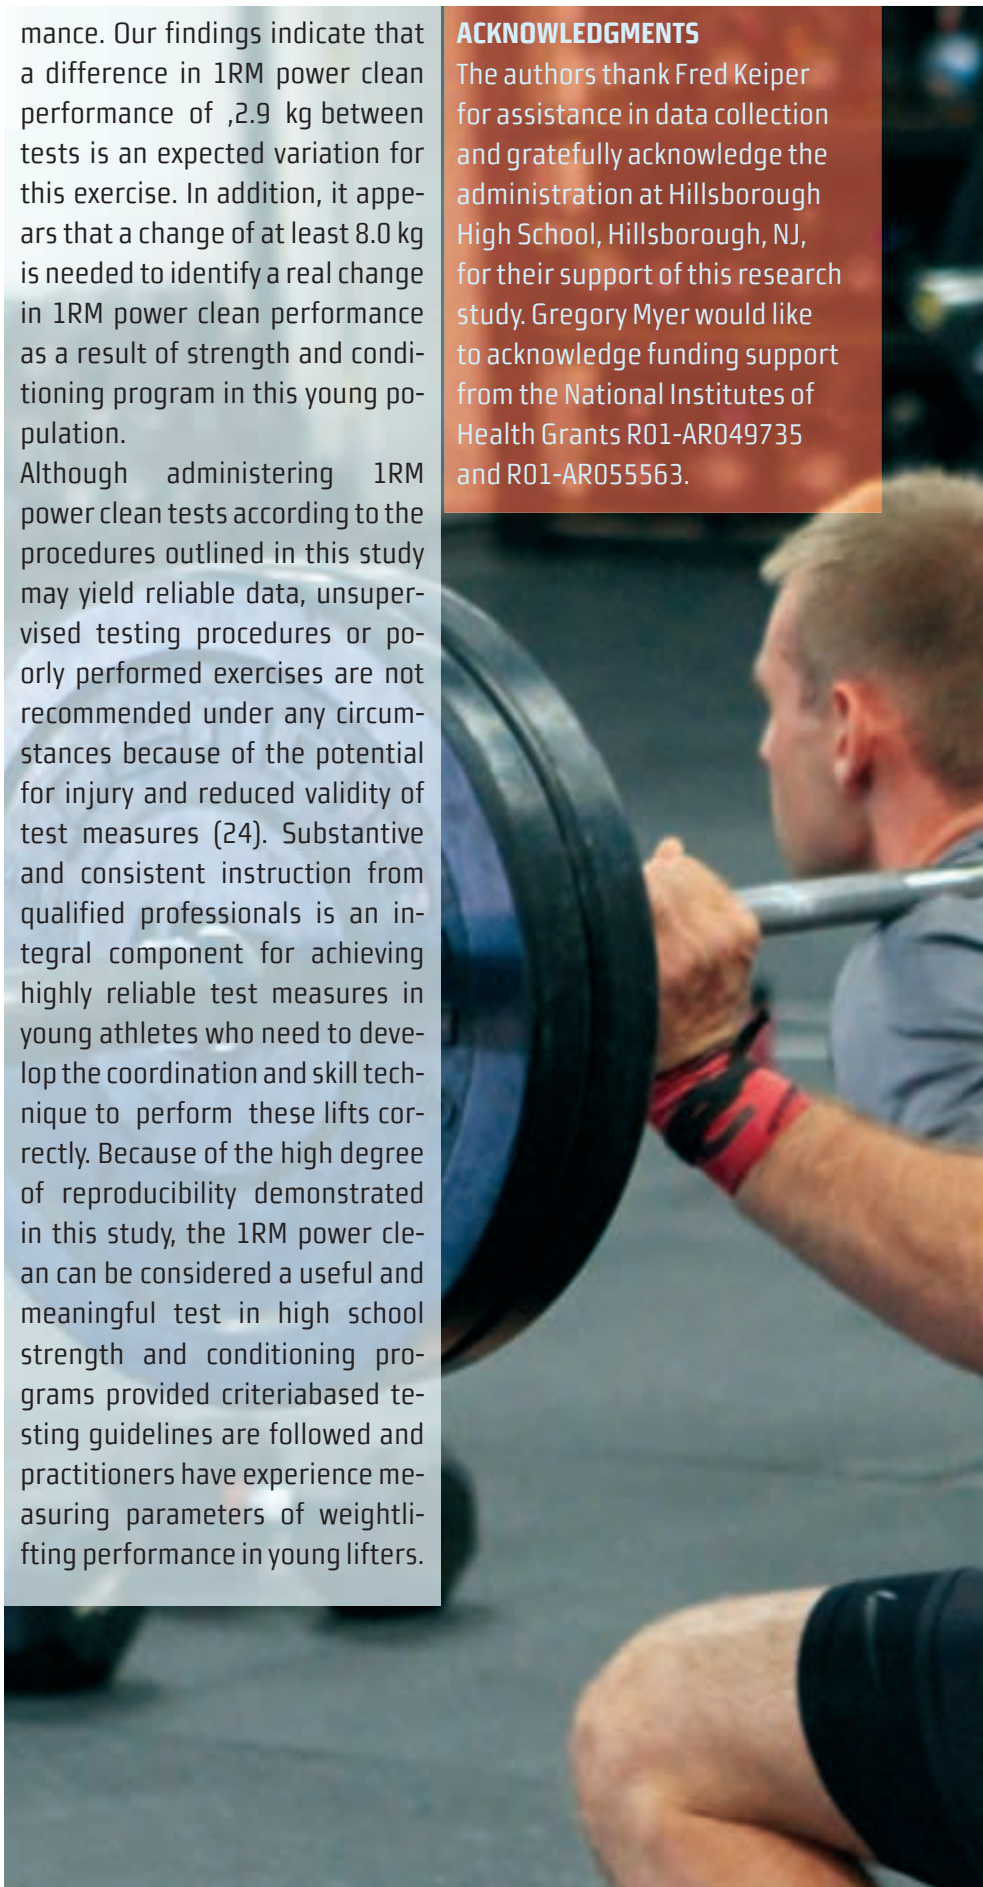 mance. Our findings indicate that
a difference in 1RM power clean
performance of ,2.9 kg between
tests is an expected variation for
this exercise. In addition, it appe-
ars that a change of at least 8.0 kg
is needed to identify a real change
in 1RM power clean performance
as a result of strength and condi-
tioning program in this young po-
pulation.
Although administering 1RM
power clean tests according to the
procedures outlined in this study
may yield reliable data, unsuper-
vised testing procedures or po-
orly performed exercises are not
recommended under any circum-
stances because of the potential
for injury and reduced validity of
test measures (24). Substantive
and consistent instruction from
qualified professionals is an in-
tegral component for achieving
highly reliable test measures in
young athletes who need to deve-
lop the coordination and skill tech-
nique to perform these lifts cor-
rectly. Because of the high degree
of reproducibility demonstrated
in this study, the 1RM power cle-
an can be considered a useful and
meaningful test in high school
strength and conditioning pro-
grams provided criteriabased te-
sting guidelines are followed and
practitioners have experience me-
asuring parameters of weightli-
fting performance in young lifters.
ACKNOWLEDGMENTS
The authors thank Fred Keiper
for assistance in data collection
and gratefully acknowledge the
administration at Hillsborough
High School, Hillsborough, NJ,
for their support of this research
study. Gregory Myer would like
to acknowledge funding support
from the National Institutes of
Health Grants R01-AR049735
and R01-AR055563.